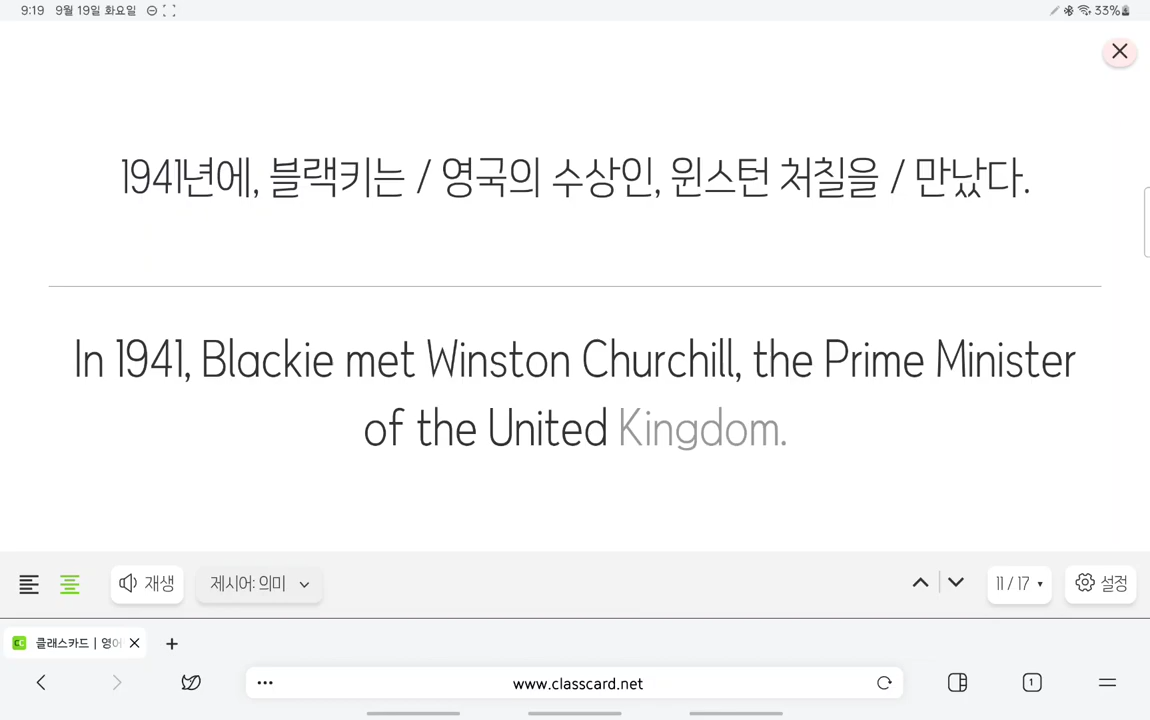 9:19 9월 19일 화요일 33%
1941년에, 블랙키는 / 영국의 수상인, 윈스턴 처칠을 / 만났다.
In 1941, Blackie met Winston Churchill, the Prime Minister
of the United Kingdom.
재생 제시어: 의미 11 / 17 설정
클래스카드 | 영어
www.classcard.net 1